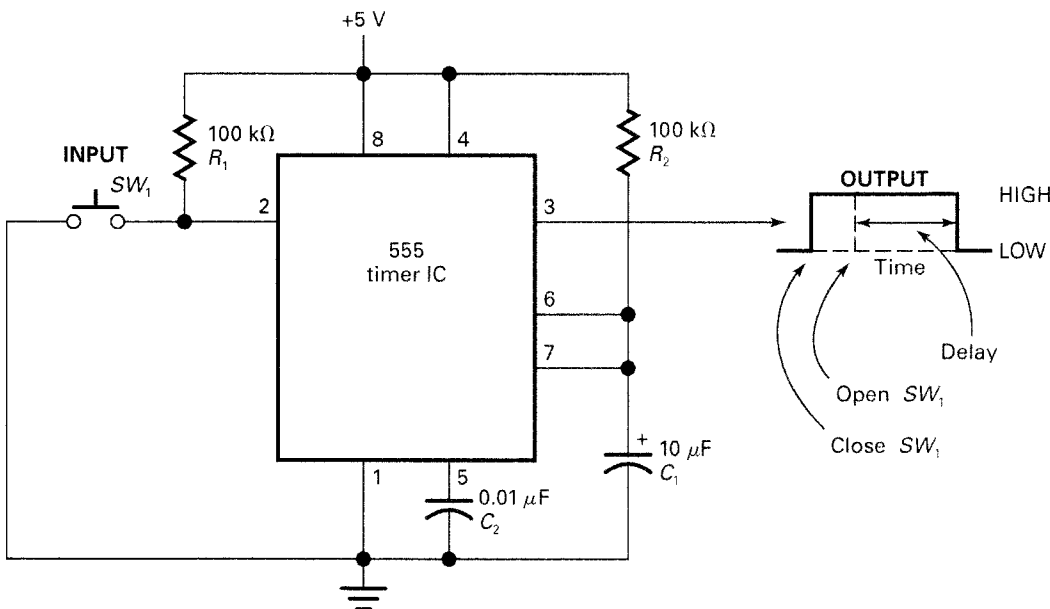 +5 V
100 kΩ
R₁
8
4
100 kΩ
R₂
INPUT
SW₁
2
3
OUTPUT
HIGH
LOW
Time
555
timer IC
6
7
Delay
Open SW₁
Close SW₁
+
10 μF
C₁
1
5
0.01 μF
C₂